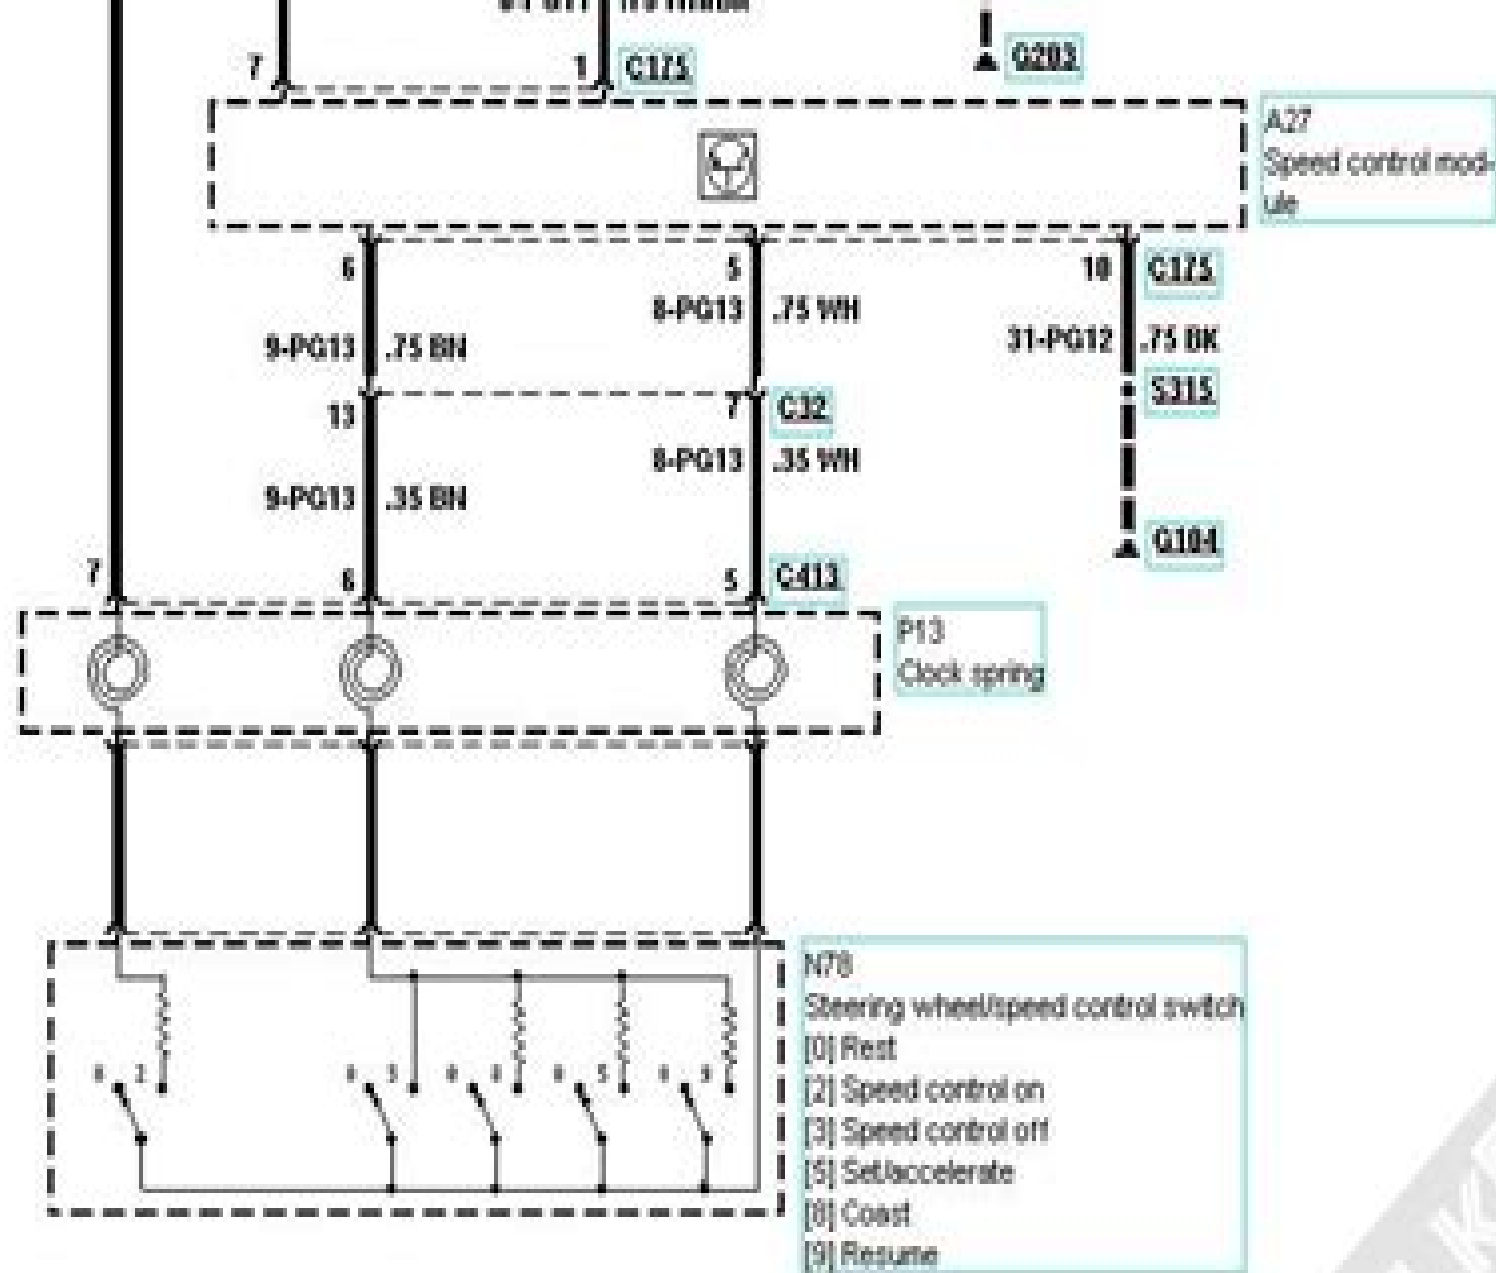 7
1
C175
G203
A27
Speed control mod-
ule
6
5
10
C175
8-PG13 .75 WH
31-PG12 .75 BK
9-PG13 .75 BN
S315
13
7
C32
8-PG13 .35 WH
9-PG13 .35 BN
G104
7
6
5
C413
P13
Clock spring
N78
Steering wheel/speed control switch
[0] Rest
[2] Speed control on
[3] Speed control off
[5] Set/accelerate
[8] Coast
[9] Resume